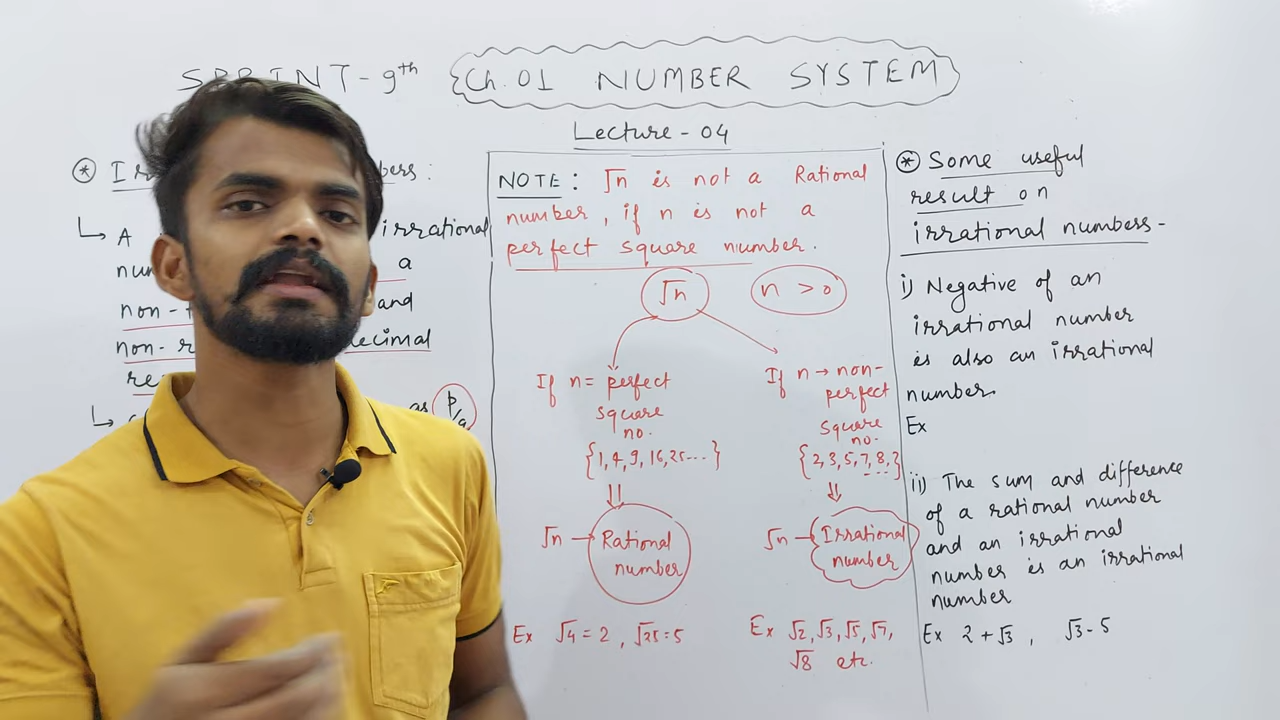 SPRINT-9th
Ch.01 NUMBER SYSTEM
Lecture-04
bers:
↳ A irrational
num a
non- and
non-r decimal
re
↳ as p/q
NOTE: √n is not a Rational
number, if n is not a
perfect square number.
√n n > 0
If n = perfect
square
no.
{1,4,9,16,25...}
⇓
√n → Rational
number
Ex √4 = 2, √25 = 5
If n → non-
perfect
square
no.
{2,3,5,7,8,...}
⇓
√n → Irrational
number
Ex √2, √3, √5, √7,
√8 etc.
* Some useful
result on
irrational numbers-
i) Negative of an
irrational number
is also an irrational
number.
Ex
ii) The sum and difference
of a rational number
and an irrational
number is an irrational
number
Ex 2+√3, √3-5